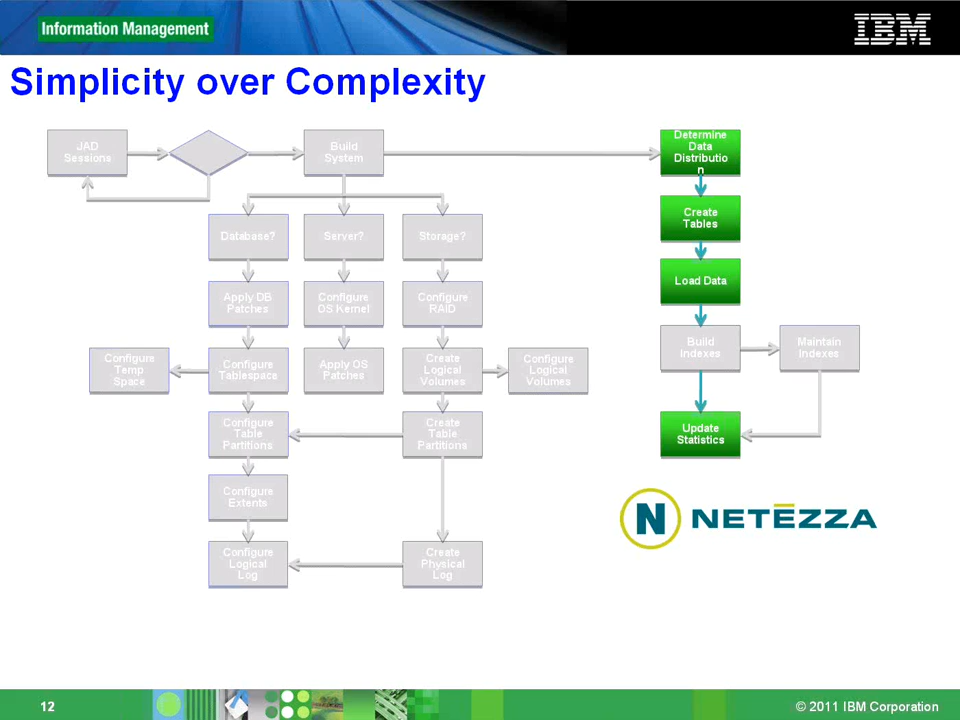 Information Management
IBM
Simplicity over Complexity
JAD
Sessions
Build
System
Determine
Data
Distributio
n
Create
Tables
Database?
Server?
Storage?
Load Data
Apply DB
Patches
Configure
OS Kernel
Configure
RAID
Build
Indexes
Maintain
Indexes
Configure
Temp
Space
Configure
Tablespace
Apply OS
Patches
Create
Logical
Volumes
Configure
Logical
Volumes
Configure
Table
Partitions
Create
Table
Partitions
Update
Statistics
Configure
Extents
N NETEZZA
Configure
Logical
Log
Create
Physical
Log
12
© 2011 IBM Corporation